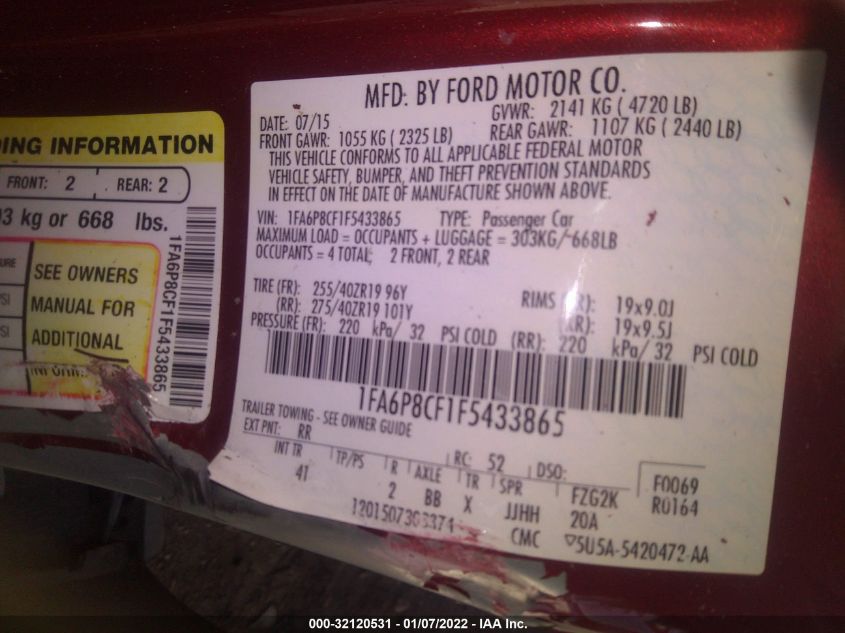 DING INFORMATION
FRONT: 2 REAR: 2
kg or 668 lbs.
SEE OWNERS
MANUAL FOR
ADDITIONAL
1FA6P8CF1F5433865
MFD. BY FORD MOTOR CO.
DATE: 07/15 GVWR: 2141 KG ( 4720 LB)
FRONT GAWR: 1055 KG ( 2325 LB) REAR GAWR: 1107 KG ( 2440 LB)
THIS VEHICLE CONFORMS TO ALL APPLICABLE FEDERAL MOTOR
VEHICLE SAFETY, BUMPER, AND THEFT PREVENTION STANDARDS
IN EFFECT ON THE DATE OF MANUFACTURE SHOWN ABOVE.
VIN: 1FA6P8CF1F5433865 TYPE: Passenger Car
MAXIMUM LOAD = OCCUPANTS + LUGGAGE = 303KG/ 668LB
OCCUPANTS = 4 TOTAL, 2 FRONT, 2 REAR
TIRE (FR): 255/40ZR19 96Y RIMS (FR): 19x9.0J
(RR): 275/40ZR19 101Y (RR): 19x9.5J
PRESSURE (FR): 220 kPa/ 32 PSI COLD (RR): 220 kPa/ 32 PSI COLD
1FA6P8CF1F5433865
TRAILER TOWING - SEE OWNER GUIDE
EXT PNT: RR RC: 52 DSO: F0069
INT TR TP/PS R AXLE TR SPR FZG2K R0164
41 2 BB X JJHH 20A
CMC 5U5A-5420472-AA
000-32120531 - 01/07/2022 - IAA Inc.